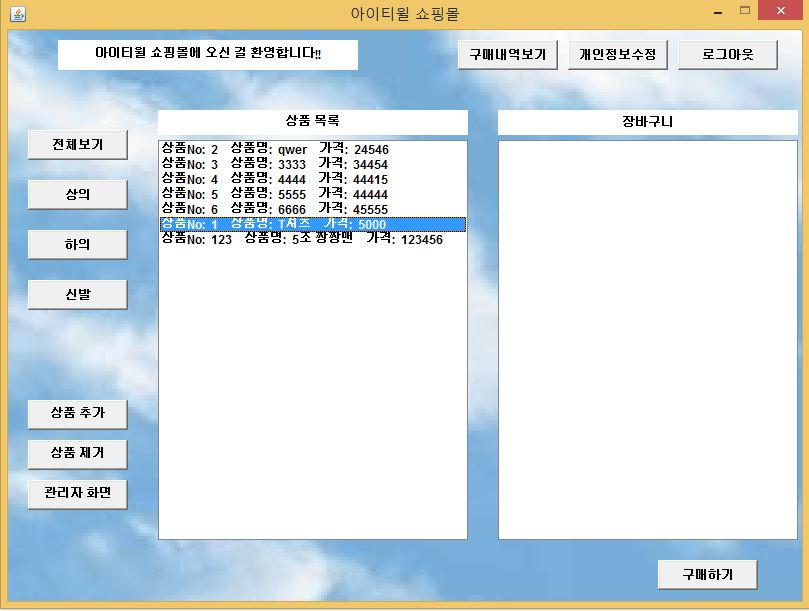 아이티윌 쇼핑몰
아이티윌 쇼핑몰에 오신 걸 환영합니다!!
구매내역보기
개인정보수정
로그아웃
상품 목록
장바구니
전체보기
상의
하의
신발
상품 추가
상품 제거
관리자 화면
상품No: 2 상품명: qwer 가격: 24546
상품No: 3 상품명: 3333 가격: 34454
상품No: 4 상품명: 4444 가격: 44415
상품No: 5 상품명: 5555 가격: 44444
상품No: 6 상품명: 6666 가격: 45555
상품No: 1 상품명: T셔츠 가격: 5000
상품No: 123 상품명: 5조 짱짱맨 가격: 123456
구매하기